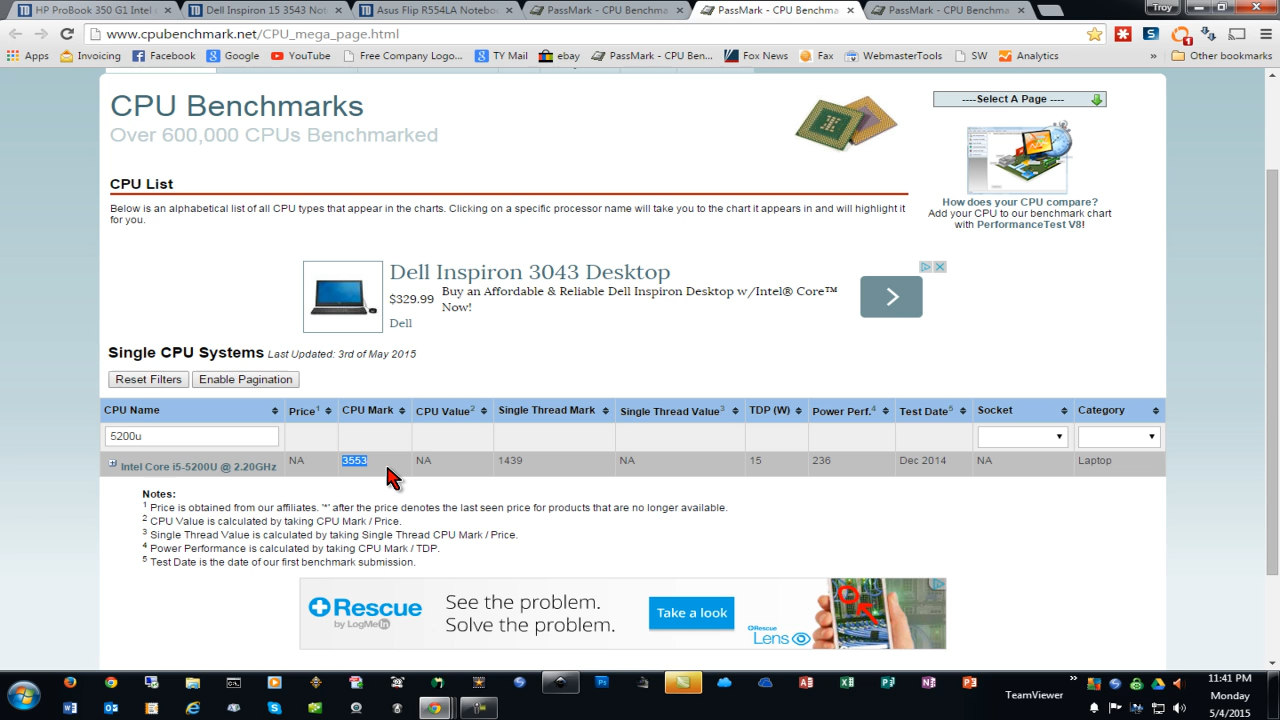 HP ProBook 350 G1 Intel
Dell Inspiron 15 3543 Not
Asus Flip R554LA Noteboo
PassMark - CPU Benchma
PassMark - CPU Benchma
PassMark - CPU Benchma
Troy
www.cpubenchmark.net/CPU_mega_page.html
1
Apps
Invoicing
Facebook
Google
YouTube
Free Company Logo...
TY Mail
ebay
PassMark - CPU Ben...
Fox News
Fax
WebmasterTools
SW
Analytics
»
Other bookmarks
CPU Benchmarks
Over 600,000 CPUs Benchmarked
----Select A Page ----
CPU List
Below is an alphabetical list of all CPU types that appear in the charts. Clicking on a specific processor name will take you to the chart it appears in and will highlight it
for you.
How does your CPU compare?
Add your CPU to our benchmark chart
with PerformanceTest V8!
Dell Inspiron 3043 Desktop
$329.99
Buy an Affordable & Reliable Dell Inspiron Desktop w/Intel® Core™
Now!
Dell
Single CPU Systems Last Updated: 3rd of May 2015
Reset Filters
Enable Pagination
CPU Name Price1 CPU Mark CPU Value2 Single Thread Mark Single Thread Value3 TDP (W) Power Perf.4 Test Date5 Socket Category
5200u
Intel Core i5-5200U @ 2.20GHz NA 3553 NA 1439 NA 15 236 Dec 2014 NA Laptop
Notes:
1 Price is obtained from our affiliates. '*' after the price denotes the last seen price for products that are no longer available.
2 CPU Value is calculated by taking CPU Mark / Price.
3 Single Thread Value is calculated by taking Single Thread CPU Mark / Price.
4 Power Performance is calculated by taking CPU Mark / TDP.
5 Test Date is the date of our first benchmark submission.
Rescue
by LogMeIn
See the problem.
Solve the problem.
Take a look
Rescue
Lens
TeamViewer
»
11:41 PM
Monday
5/4/2015